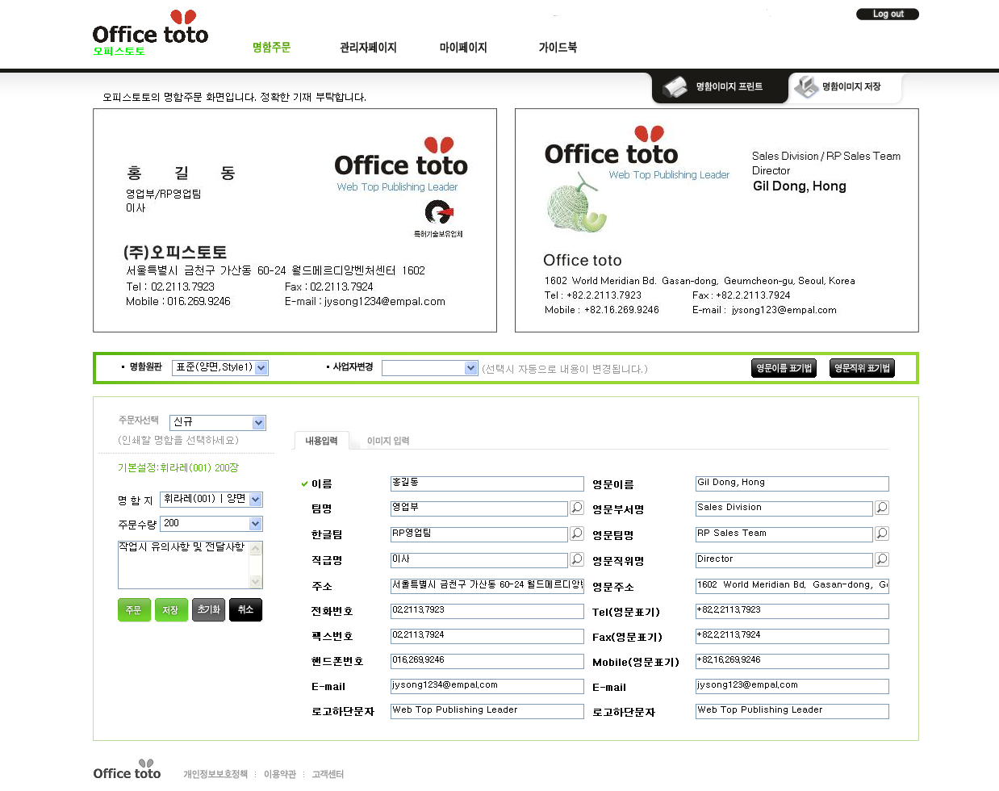 Office toto
오피스토토
Log out
명함주문 관리자페이지 마이페이지 가이드북
명함이미지 프린트 명함이미지 저장
오피스토토의 명함주문 화면입니다. 정확한 기재 부탁합니다.
Office toto
Web Top Publishing Leader
홍 길 동
영업부/RP영업팀
이사
특허기술보유업체
(주)오피스토토
서울특별시 금천구 가산동 60-24 월드메르디앙벤처센터 1602
Tel : 02.2113.7923 Fax : 02.2113.7924
Mobile : 016.269.9246 E-mail : jysong1234@empal.com
Office toto
Web Top Publishing Leader
Sales Division / RP Sales Team
Director
Gil Dong, Hong
Office toto
1602 World Meridian Bd. Gasan-dong, Geumcheon-gu, Seoul, Korea
Tel : +82.2.2113.7923 Fax : +82.2.2113.7924
Mobile : +82.16.269.9246 E-mail : jysong123@empal.com
명함원판 표준(양면,Style1) 사업자변경 (선택시 자동으로 내용이 변경됩니다.) 영문이름 표기법 영문직위 표기법
주문자선택 신규
(인쇄할 명함을 선택하세요)
기본설정:휘라레(001) 200장
명 함 지 휘라레(001) | 양면
주문수량 200
작업시 유의사항 및 전달사항
주문 저장 초기화 취소
내용입력 이미지 입력
이름 홍길동 영문이름 Gil Dong, Hong
팀명 영업부 영문부서명 Sales Division
한글팀 RP영업팀 영문팀명 RP Sales Team
직급명 이사 영문직위명 Director
주소 서울특별시 금천구 가산동 60-24 월드메르디앙 영문주소 1602 World Meridian Bd. Gasan-dong, G
전화번호 02.2113.7923 Tel(영문표기) +82.2.2113.7923
팩스번호 02.2113.7924 Fax(영문표기) +82.2.2113.7924
핸드폰번호 016.269.9246 Mobile(영문표기) +82.16.269.9246
E-mail jysong1234@empal.com E-mail jysong123@empal.com
로고하단문자 Web Top Publishing Leader 로고하단문자 Web Top Publishing Leader
Office toto 개인정보보호정책 : 이용약관 : 고객센터